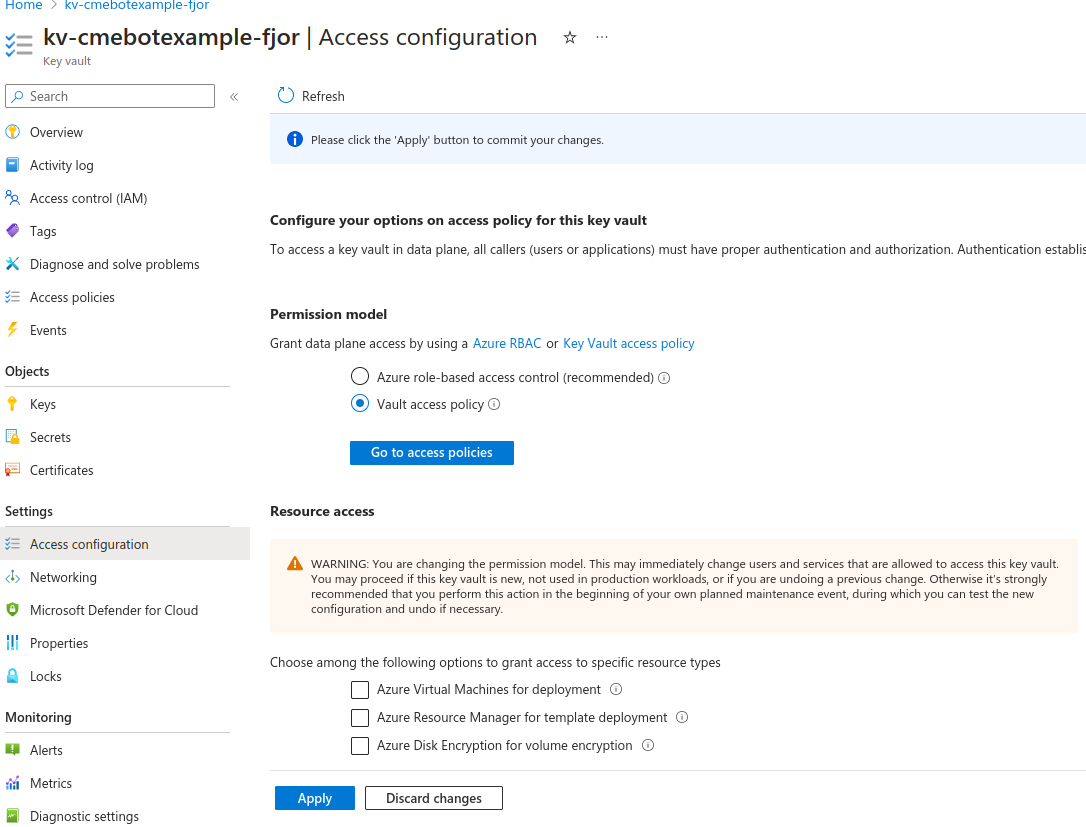 Home > kv-cmebotexample-fjor
kv-cmebotexample-fjor | Access configuration
Key vault
Search
Overview
Activity log
Access control (IAM)
Tags
Diagnose and solve problems
Access policies
Events
Objects
Keys
Secrets
Certificates
Settings
Access configuration
Networking
Microsoft Defender for Cloud
Properties
Locks
Monitoring
Alerts
Metrics
Diagnostic settings
Refresh
Please click the 'Apply' button to commit your changes.
Configure your options on access policy for this key vault
To access a key vault in data plane, all callers (users or applications) must have proper authentication and authorization. Authentication establis
Permission model
Grant data plane access by using a Azure RBAC or Key Vault access policy
Azure role-based access control (recommended)
Vault access policy
Go to access policies
Resource access
WARNING: You are changing the permission model. This may immediately change users and services that are allowed to access this key vault.
You may proceed if this key vault is new, not used in production workloads, or if you are undoing a previous change. Otherwise it's strongly
recommended that you perform this action in the beginning of your own planned maintenance event, during which you can test the new
configuration and undo if necessary.
Choose among the following options to grant access to specific resource types
Azure Virtual Machines for deployment
Azure Resource Manager for template deployment
Azure Disk Encryption for volume encryption
Apply
Discard changes